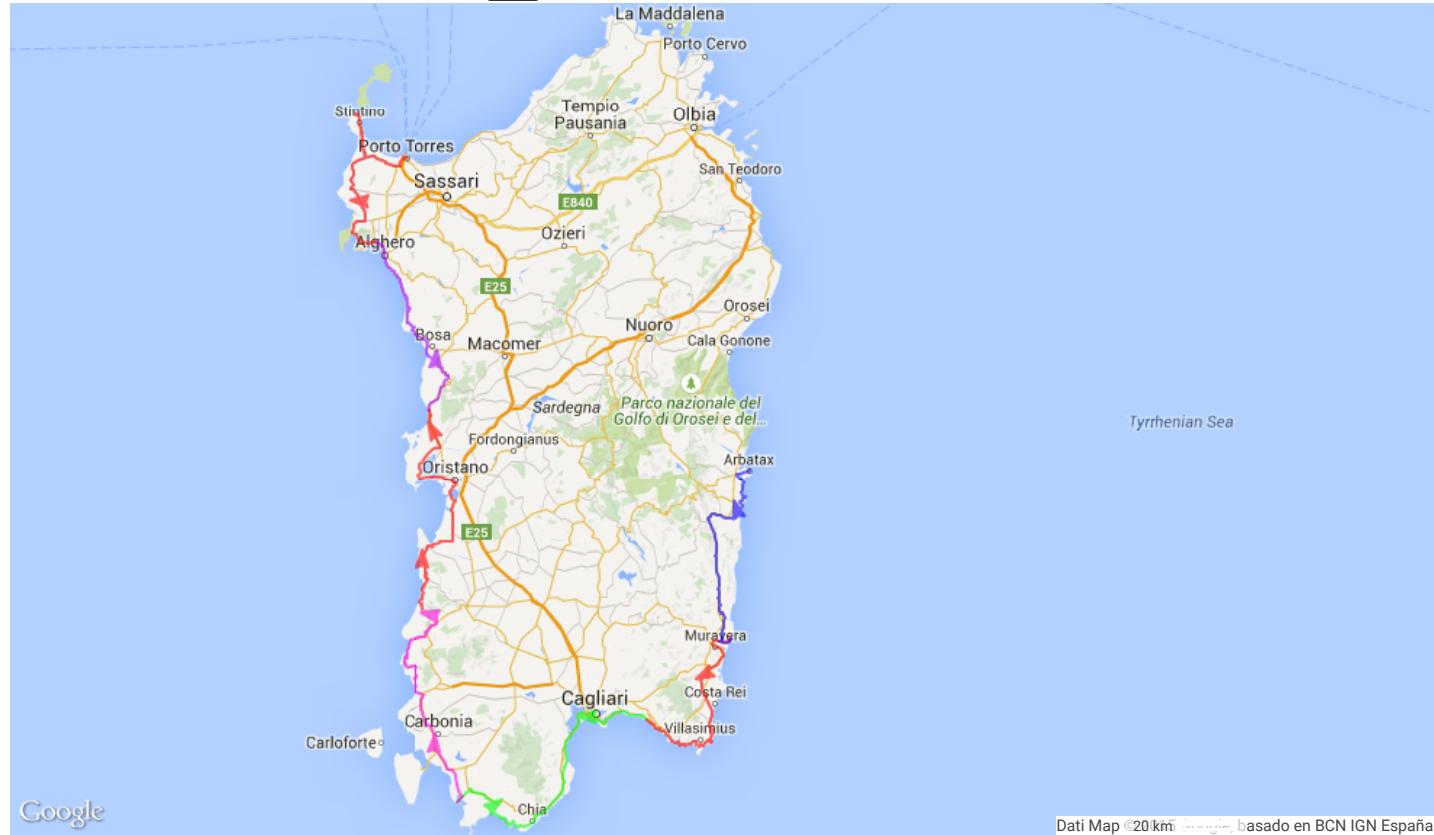 La Maddalena
Porto Cervo
Stintino
Tempio
Pausania
Olbia
Porto Torres
San Teodoro
Sassari
E840
Ozieri
Alghero
E25
Orosei
Nuoro
Bosa
Macomer
Cala Gonone
Sardegna
Parco nazionale del
Golfo di Orosei e del...
Tyrrhenian Sea
Fordongianus
Arbatax
Oristano
E25
Muravera
Costa Rei
Cagliari
Carbonia
Villasimius
Carloforte
Chia
Google
Dati Map 20 km basado en BCN IGN España